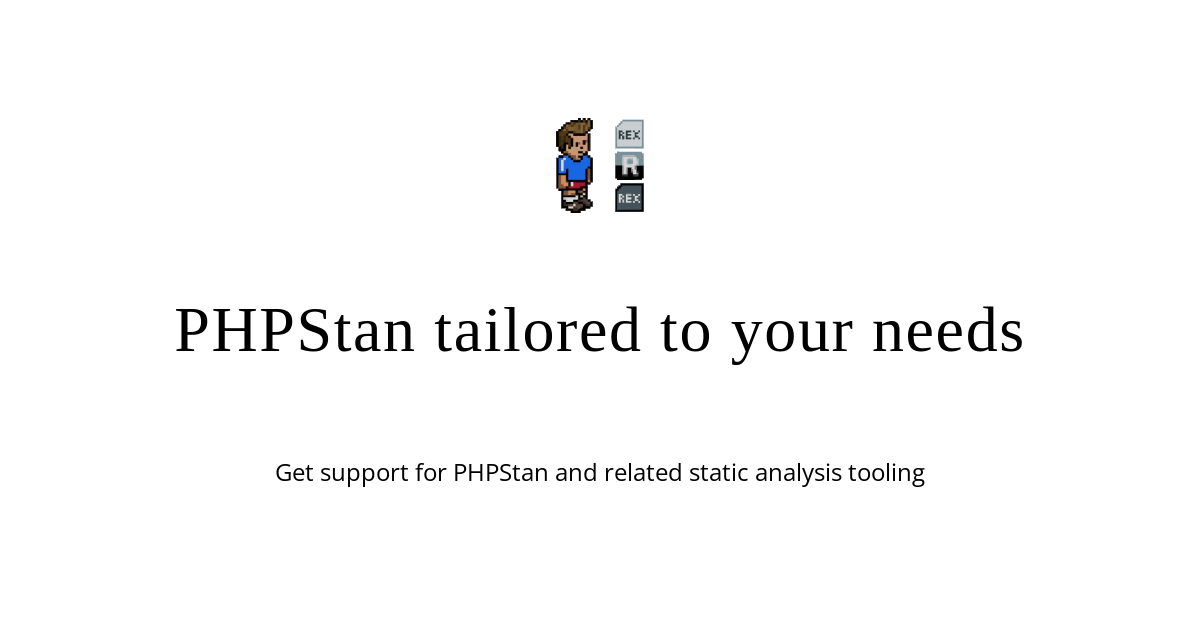 REX
R
REX
PHPStan tailored to your needs
Get support for PHPStan and related static analysis tooling